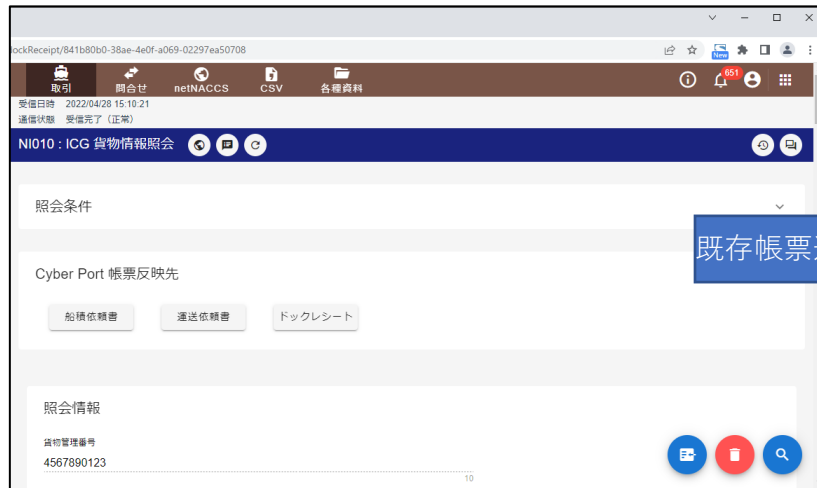 lockReceipt/841b80b0-38ae-4e0f-a069-02297ea50708
New
取引 問合せ netNACCS CSV 各種資料
651
受信日時 2022/04/28 15:10:21
通信状態 受信完了（正常）
NI010 : ICG 貨物情報照会
照会条件
既存帳票
Cyber Port 帳票反映先
船積依頼書 運送依頼書 ドックレシート
照会情報
貨物管理番号
4567890123
10